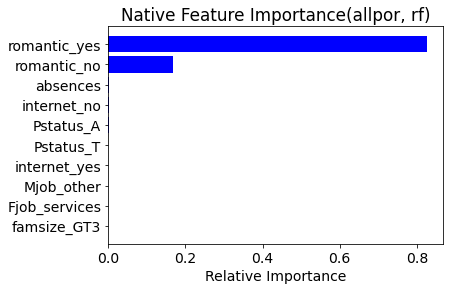 Native Feature Importance(allpor, rf)
romantic_yes
romantic_no
absences
internet_no
Pstatus_A
Pstatus_T
internet_yes
Mjob_other
Fjob_services
famsize_GT3
0.0 0.2 0.4 0.6 0.8
Relative Importance